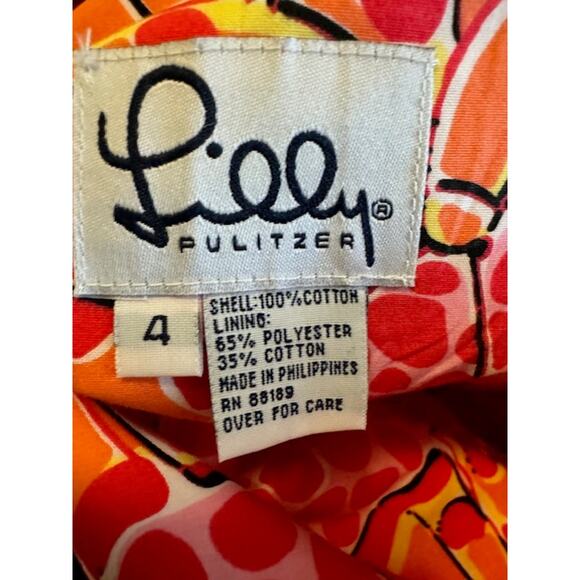 Lilly®
PULITZER
4
SHELL:100%COTTON
LINING:
65% POLYESTER
35% COTTON
MADE IN PHILIPPINES
RN 88189
OVER FOR CARE